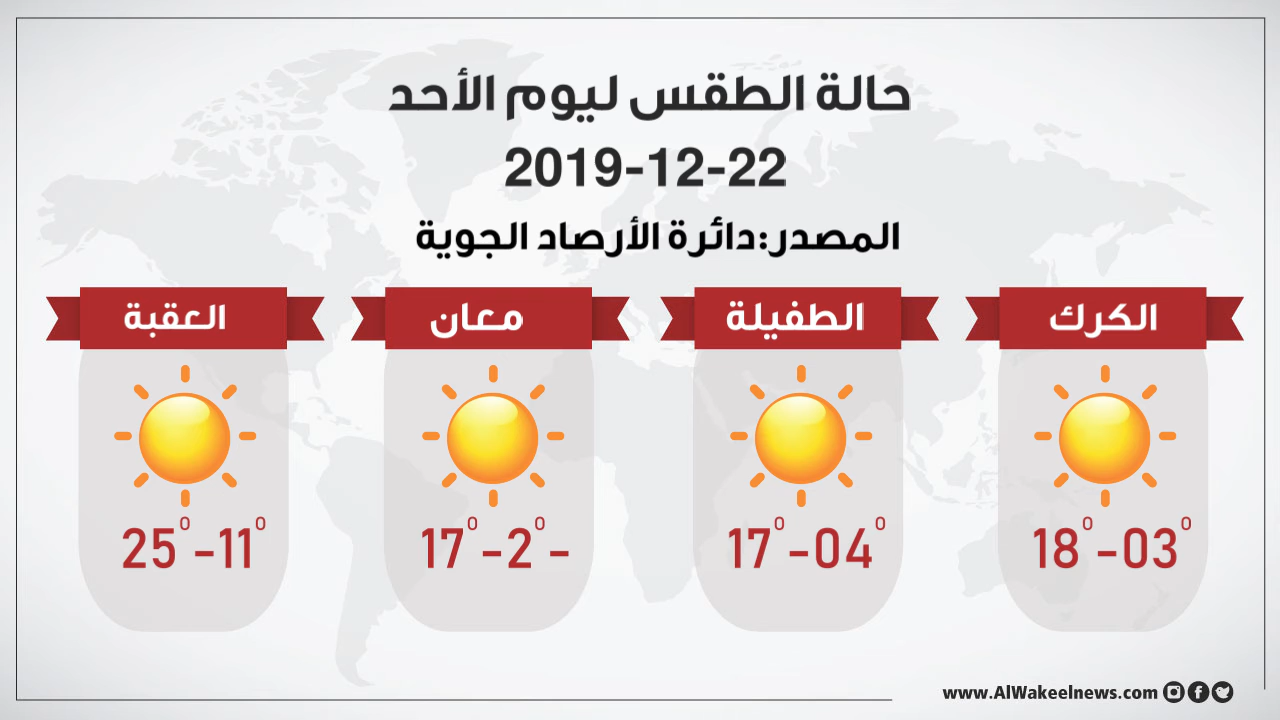 حالة الطقس ليوم الأحد
2019-12-22
المصدر:دائرة الأرصاد الجوية
الكرك
18°-03°
الطفيلة
17°-04°
معان
17°-2°-
العقبة
25°-11°
www.AlWakeelnews.com